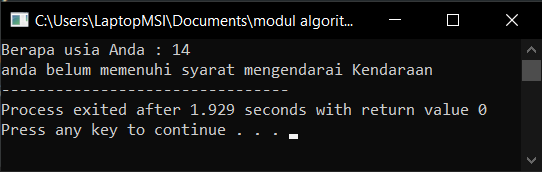 C:\Users\LaptopMSI\Documents\modul algorit...
Berapa usia Anda : 14
anda belum memenuhi syarat mengendarai Kendaraan
--------------------------------
Process exited after 1.929 seconds with return value 0
Press any key to continue . . .